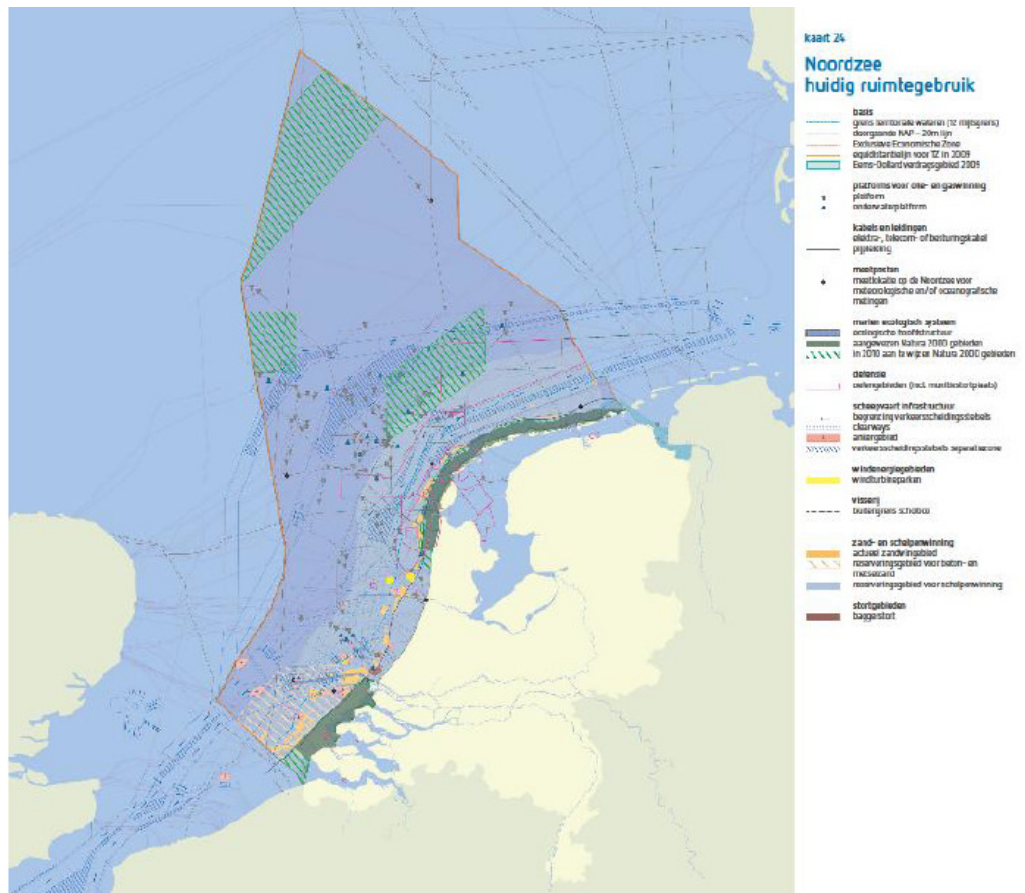 kaart 24
Noordzee
huidig ruimtegebruik
basis
grens territoriale wateren (12 mijlsgrens)
doorgaande NAP - 20m lijn
Exclusieve Economische Zone
equidistantielijn voor TZ in 2009
Eems-Dollard verdragsgebied 2009
platforms voor olie- en gaswinning
platform
onderwaterplatform
kabels en leidingen
elektra-, telecom- of besturingskabel
pijpleiding
meetposten
meetlokatie op de Noordzee voor
meteorologische en/of oceanografische
metingen
marien ecologisch systeem
ecologische hoofdstructuur
aangewezen Natura 2000 gebieden
in 2010 aan te wijzen Natura 2000 gebieden
defensie
oefengebieden (incl. munitiestortplaats)
scheepvaart infrastructuur
begrenzing verkeersscheidingsstelsels
clearways
ankergebied
verkeersscheidingsstelsels separatiezone
windenergiegebieden
windturbineparken
visserij
buitengrens scholbox
zand- en schelpenwinning
actueel zandwingebied
reserveringsgebied voor beton- en
metselzand
reserveringsgebied voor schelpenwinning
stortgebieden
baggerstort